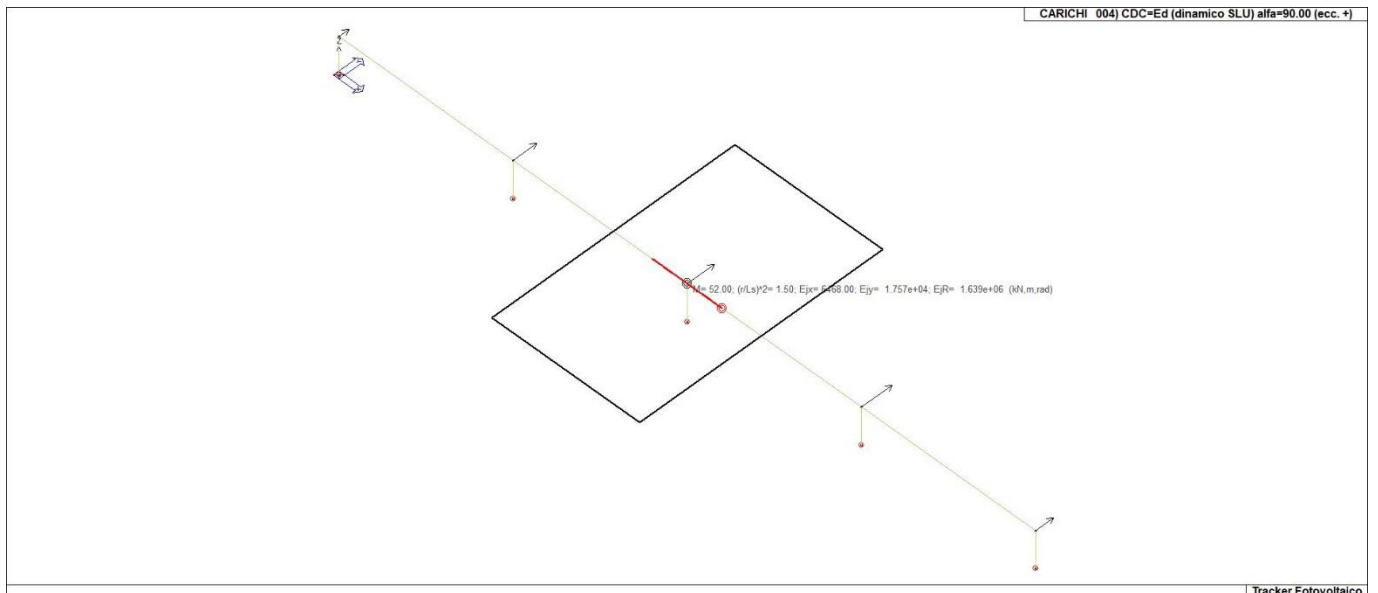 CARICHI 004) CDC=Ed (dinamico SLU) alfa=90.00 (ecc. +)
Z
M= 52.00; (r/Ls)^2= 1.50; Ejx= 6468.00; Ejy= 1.757e+04; EjR= 1.639e+06 (kN,m,rad)
Tracker Fotovoltaico